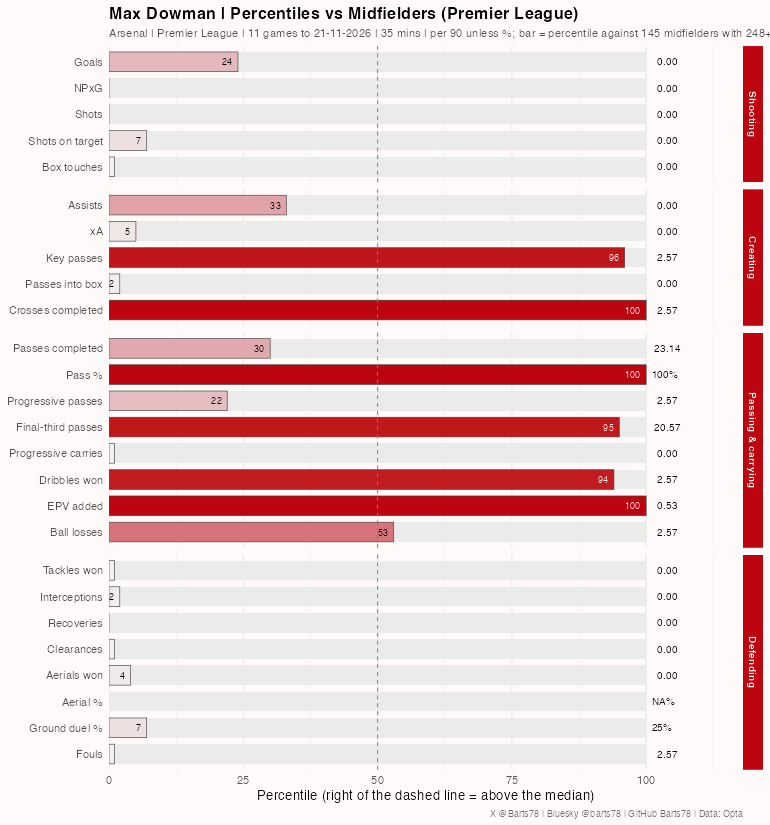 Max Dowman | Percentiles vs Midfielders (Premier League)
Arsenal | Premier League | 11 games to 21-11-2026 | 35 mins | per 90 unless %; bar = percentile against 145 midfielders with 248+
Goals 24 0.00
NPxG 0.00
Shots 0.00
Shots on target 7 0.00
Box touches 0.00
Shooting
Assists 33 0.00
xA 5 0.00
Key passes 96 2.57
Passes into box 2 0.00
Crosses completed 100 2.57
Creating
Passes completed 30 23.14
Pass % 100 100%
Progressive passes 22 2.57
Final-third passes 95 20.57
Progressive carries 0.00
Dribbles won 94 2.57
EPV added 100 0.53
Ball losses 53 2.57
Passing & carrying
Tackles won 0.00
Interceptions 2 0.00
Recoveries 0.00
Clearances 0.00
Aerials won 4 0.00
Aerial % NA%
Ground duel % 7 25%
Fouls 2.57
Defending
0 25 50 75 100
Percentile (right of the dashed line = above the median)
X @Barts78 | Bluesky @barts78 | GitHub Barts78 | Data: Opta